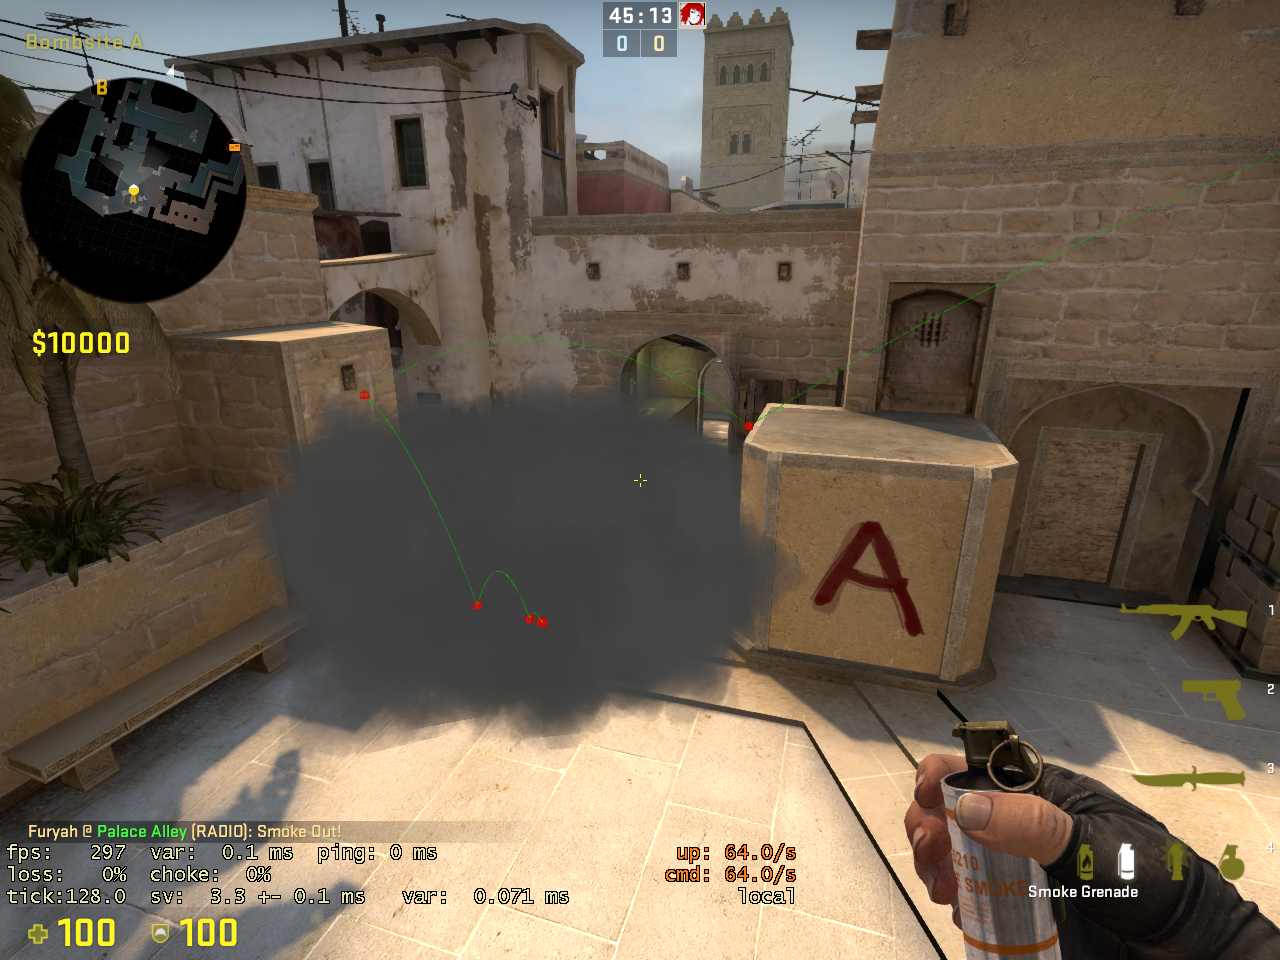 45:13
0 0
Bombsite A
B
$10000
A
1
2
3
4
5210
SMOKE
Smoke Grenade
Furyah @ Palace Alley (RADIO): Smoke Out!
fps: 297 var: 0.1 ms ping: 0 ms
loss: 0% choke: 0%
tick:128.0 sv: 3.3 +- 0.1 ms var: 0.071 ms
up: 64.0/s
cmd: 64.0/s
local
100 100